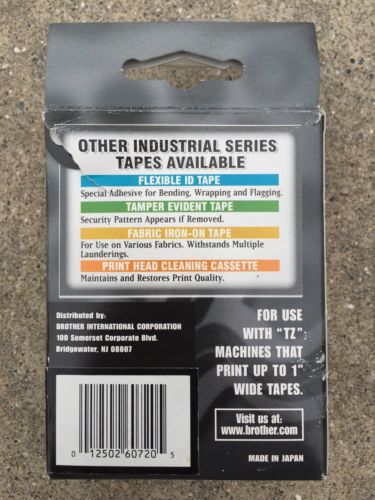 OTHER INDUSTRIAL SERIES
TAPES AVAILABLE
FLEXIBLE ID TAPE
Special Adhesive for Bending, Wrapping and Flagging.
TAMPER EVIDENT TAPE
Security Pattern Appears if Removed.
FABRIC IRON-ON TAPE
For Use on Various Fabrics. Withstands Multiple
Launderings.
PRINT HEAD CLEANING CASSETTE
Maintains and Restores Print Quality.
Distributed by:
BROTHER INTERNATIONAL CORPORATION
100 Somerset Corporate Blvd.
Bridgewater, NJ 08807
FOR USE
WITH "TZ"
MACHINES THAT
PRINT UP TO 1"
WIDE TAPES.
Visit us at:
www.brother.com
0 12502 60720 5
MADE IN JAPAN